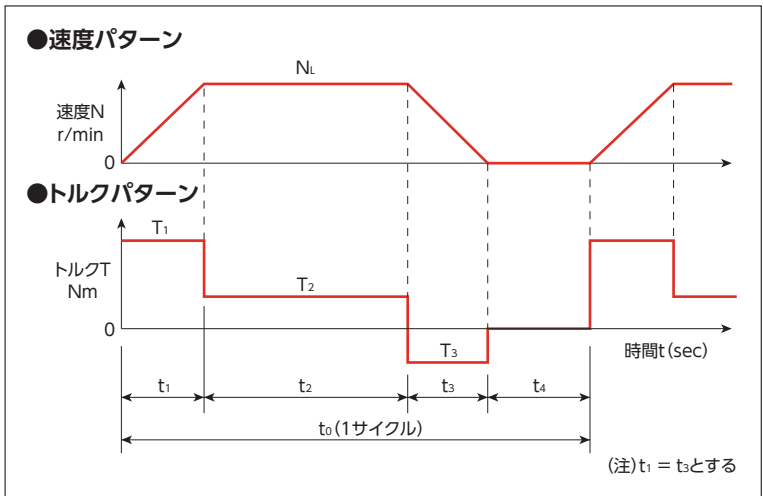 ●速度パターン
NL
速度N
r/min
0
●トルクパターン
T1
トルクT
Nm
T2
0
T3
時間t(sec)
t1
t2
t3
t4
t0(1サイクル)
(注)t1 = t3とする